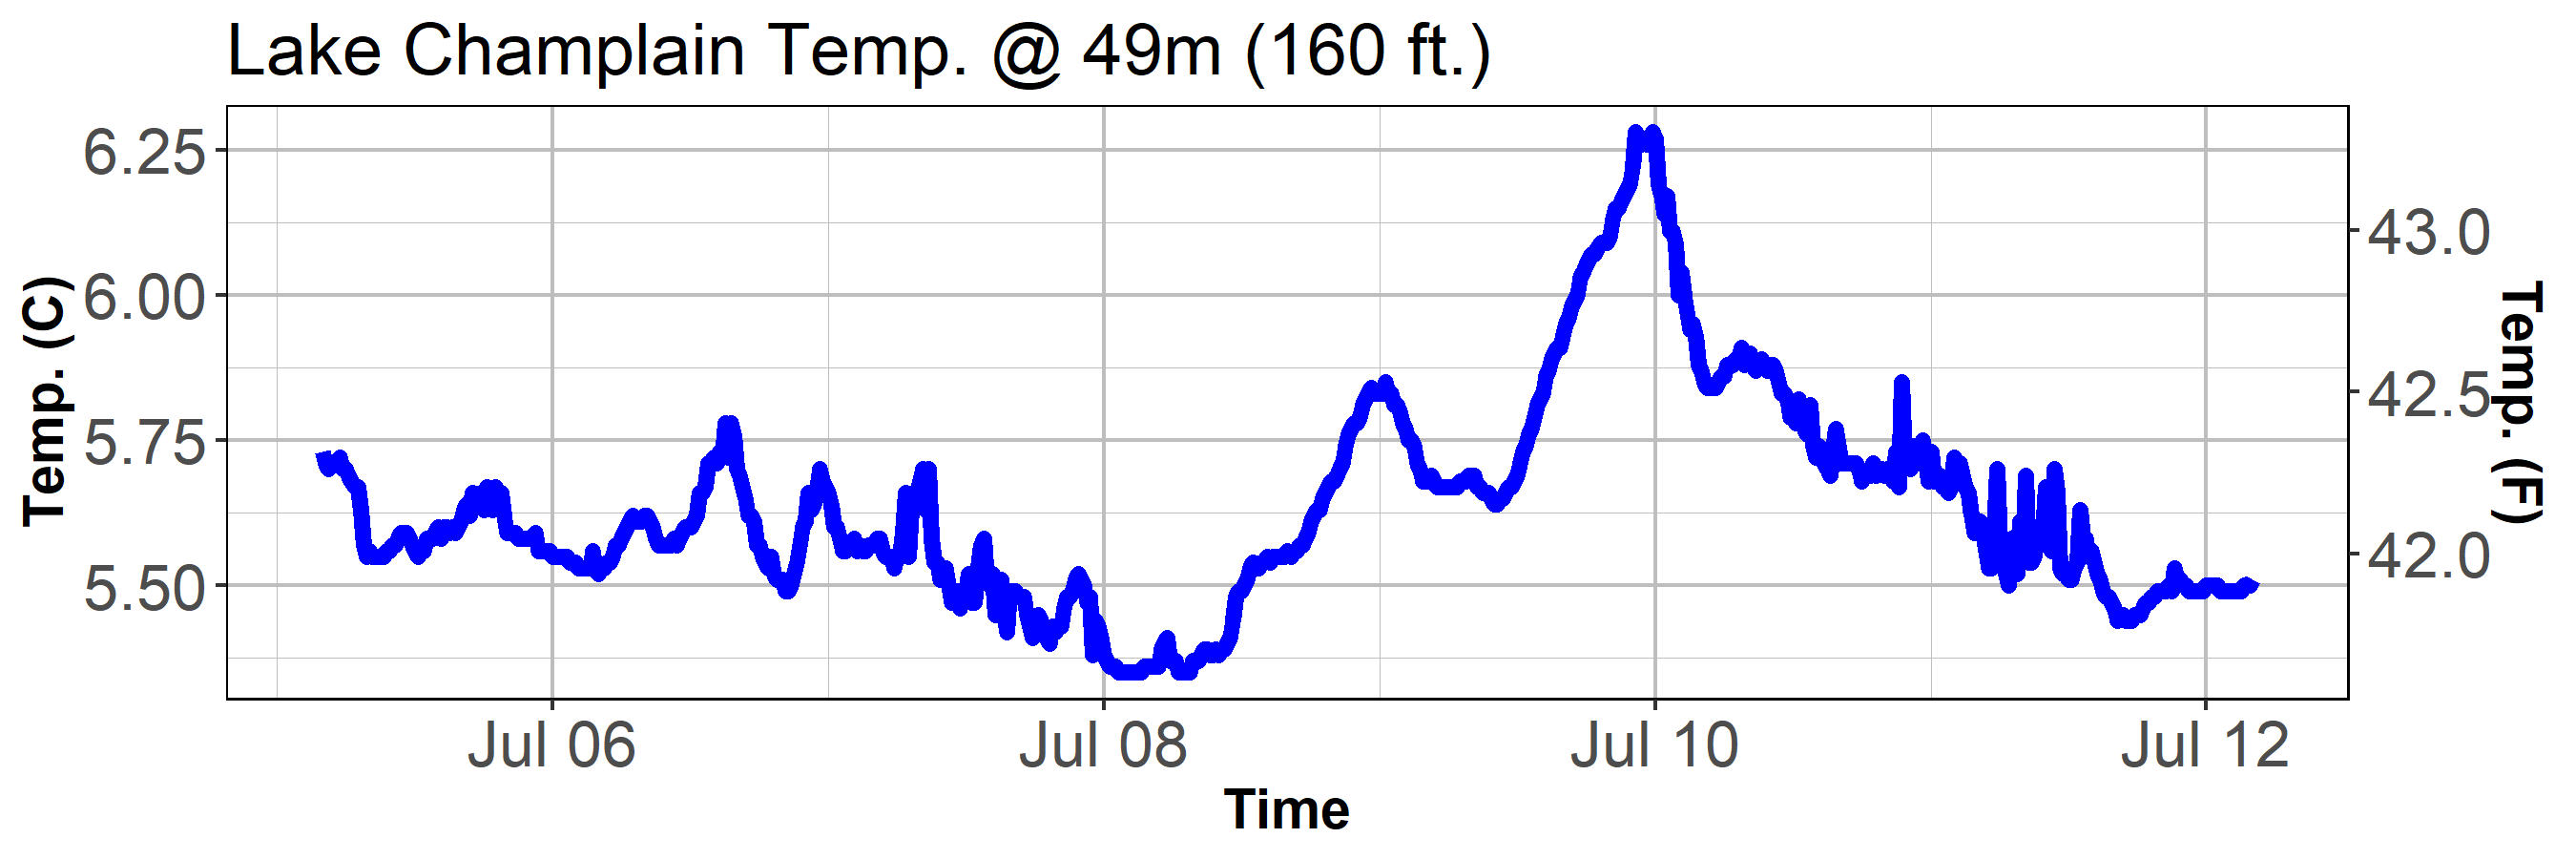 Lake Champlain Temp. @ 49m (160 ft.)
Temp. (C)
6.25
6.00
5.75
5.50
43.0
42.5
42.0
Temp. (F)
Jul 06
Jul 08
Jul 10
Jul 12
Time